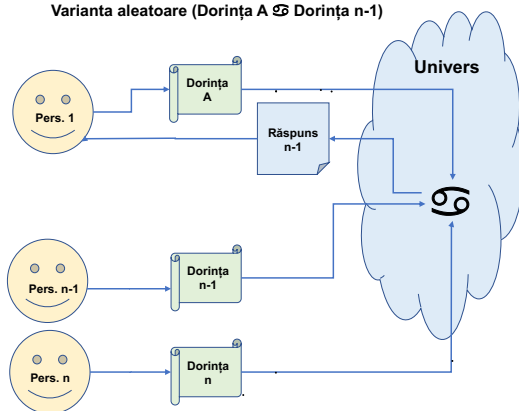 Varianta aleatoare (Dorința A ♋ Dorința n-1)
Univers
Dorința
A
Pers. 1
Răspuns
n-1
♋
Dorința
n-1
Pers. n-1
Dorința
n
Pers. n